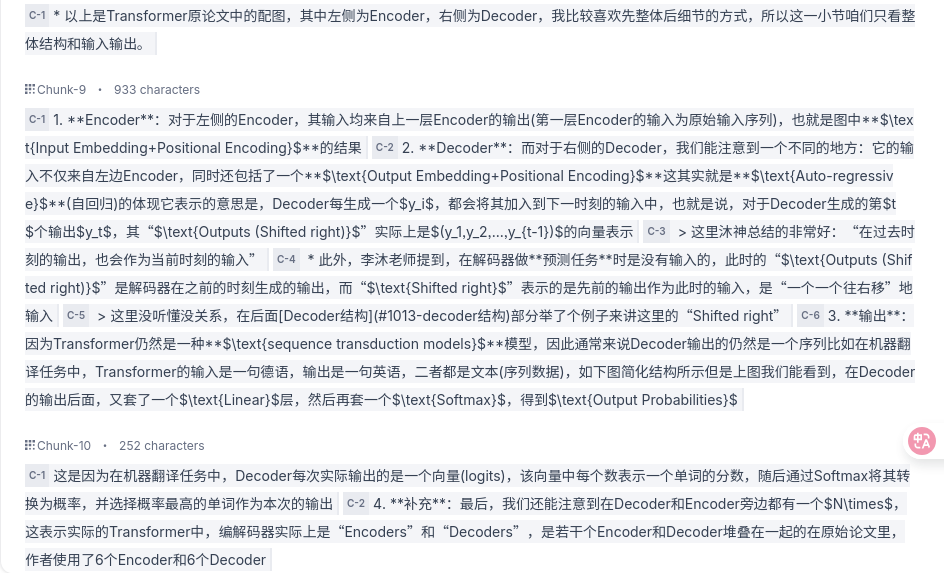 C-1 * 以上是Transformer原论文中的配图，其中左侧为Encoder，右侧为Decoder，我比较喜欢先整体后细节的方式，所以这一小节咱们只看整
体结构和输入输出。
Chunk-9 • 933 characters
C-1 1. **Encoder**：对于左侧的Encoder，其输入均来自上一层Encoder的输出(第一层Encoder的输入为原始输入序列)，也就是图中**$\tex
t{Input Embedding+Positional Encoding}$**的结果 C-2 2. **Decoder**：而对于右侧的Decoder，我们能注意到一个不同的地方：它的输
入不仅来自左边Encoder，同时还包括了一个**$\text{Output Embedding+Positional Encoding}$**这其实就是**$\text{Auto-regressiv
e}$**(自回归)的体现它表示的意思是，Decoder每生成一个$y_i$，都会将其加入到下一时刻的输入中，也就是说，对于Decoder生成的第$t
$个输出$y_t$，其“$\text{Outputs (Shifted right)}$”实际上是$(y_1,y_2,...,y_{t-1})$的向量表示 C-3 > 这里沐神总结的非常好：“在过去时
刻的输出，也会作为当前时刻的输入” C-4 * 此外，李沐老师提到，在解码器做**预测任务**时是没有输入的，此时的“$\text{Outputs (Shif
ted right)}$”是解码器在之前的时刻生成的输出，而“$\text{Shifted right}$”表示的是先前的输出作为此时的输入，是“一个一个往右移”地
输入 C-5 > 这里没听懂没关系，在后面[Decoder结构](#1013-decoder结构)部分举了个例子来讲这里的“Shifted right” C-6 3. **输出**：
因为Transformer仍然是一种**$\text{sequence transduction models}$**模型，因此通常来说Decoder输出的仍然是一个序列比如在机器翻
译任务中，Transformer的输入是一句德语，输出是一句英语，二者都是文本(序列数据)，如下图简化结构所示但是上图我们能看到，在Decoder
的输出后面，又套了一个$\text{Linear}$层，然后再套一个$\text{Softmax}$，得到$\text{Output Probabilities}$
Chunk-10 • 252 characters
C-1 这是因为在机器翻译任务中，Decoder每次实际输出的是一个向量(logits)，该向量中每个数表示一个单词的分数，随后通过Softmax将其转
换为概率，并选择概率最高的单词作为本次的输出 C-2 4. **补充**：最后，我们还能注意到在Decoder和Encoder旁边都有一个$N\times$，
这表示实际的Transformer中，编解码器实际上是“Encoders”和“Decoders”，是若干个Encoder和Decoder堆叠在一起的在原始论文里，
作者使用了6个Encoder和6个Decoder